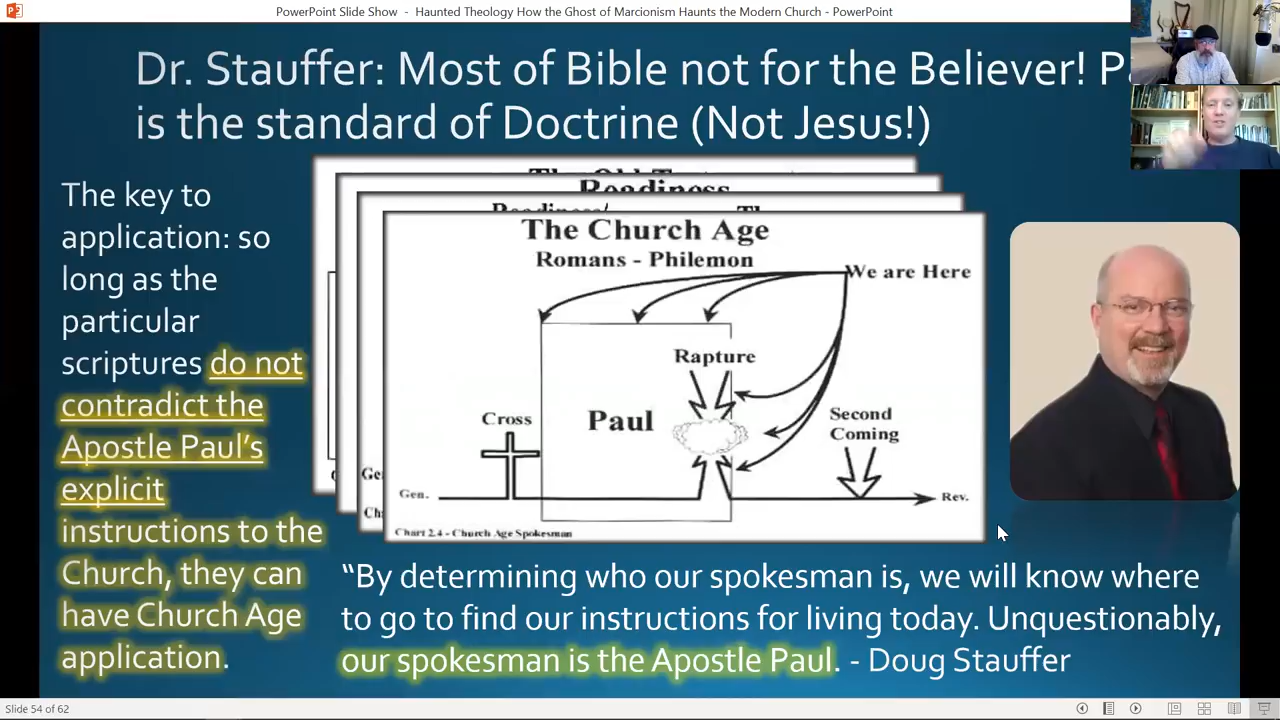 PowerPoint Slide Show - Haunted Theology How the Ghost of Marcionism Haunts the Modern Church - PowerPoint
Dr. Stauffer: Most of Bible not for the Believer!
is the standard of Doctrine (Not Jesus!)
The key to
application: so
long as the
particular
scriptures do not
contradict the
Apostle Paul's
explicit
instructions to the
Church, they can
have Church Age
application.
Readiness
The Church Age
Romans - Philemon
We are Here
Rapture
Paul
Cross
Second
Coming
Gen.
Rev.
Chart 2.4 - Church Age Spokesman
“By determining who our spokesman is, we will know where
to go to find our instructions for living today. Unquestionably,
our spokesman is the Apostle Paul. - Doug Stauffer
Slide 54 of 62